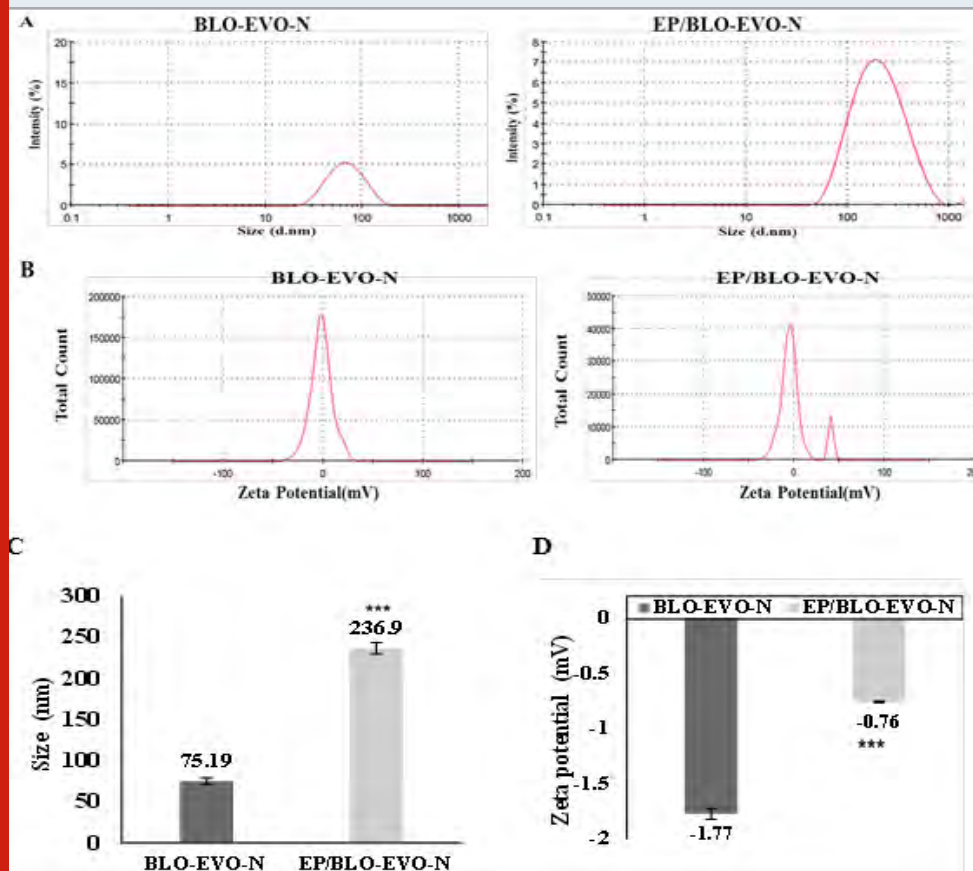 A
BLO-EVO-N
EP/BLO-EVO-N
20
15
10
5
0
Intensity (%)
0.1
1
10
100
1000
Size (d.nm)
8
7
6
5
4
3
2
1
0
Intensity (%)
0.1
1
10
100
1000
Size (d.nm)
B
BLO-EVO-N
EP/BLO-EVO-N
200000
150000
100000
50000
0
Total Count
-100
0
100
200
Zeta Potential(mV)
50000
40000
30000
20000
10000
0
Total Count
-100
0
100
Zeta Potential(mV)
C
300
250
200
150
100
50
0
Size (nm)
75.19
***
236.9
BLO-EVO-N
EP/BLO-EVO-N
D
BLO-EVO-N
EP/BLO-EVO-N
0
-0.5
-1
-1.5
-2
Zeta potential (mV)
-1.77
-0.76
***